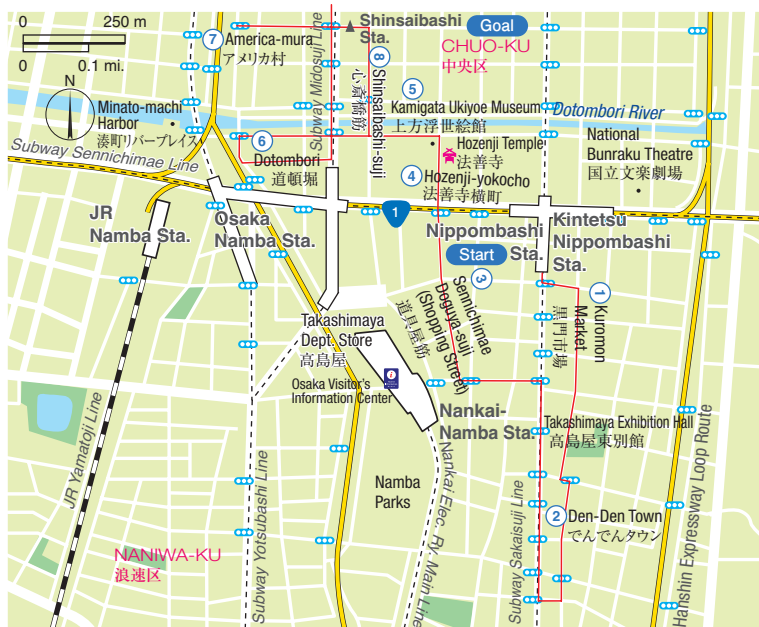 0 250 m
0 0.1 mi.
N
7
America-mura
アメリカ村
Subway Midosuji Line
Shinsaibashi
Sta.
Goal
CHUO-KU
中央区
8
Shinsaibashi-suji
心斎橋筋
5
Kamigata Ukiyoe Museum
上方浮世絵館
Dotombori River
Minato-machi
Harbor
湊町リバープレイス
Subway Sennichimae Line
6
Dotombori
道頓堀
Hozenji Temple
法善寺
4
Hozenji-yokocho
法善寺横町
National
Bunraku Theatre
国立文楽劇場
JR
Namba Sta.
Osaka
Namba Sta.
1
Nippombashi
Sta.
Kintetsu
Nippombashi
Sta.
Start
3
Sennichimae
Doguya-suji
(Shopping Street)
道具屋筋
1
Kuromon
Market
黒門市場
Takashimaya
Dept. Store
高島屋
Osaka Visitor's
Information Center
Nankai-
Namba Sta.
Takashimaya Exhibition Hall
高島屋東別館
Namba
Parks
2
Den-Den Town
でんでんタウン
NANIWA-KU
浪速区
JR Yamatoji Line
Subway Yotsubashi Line
Nankai Elec. Ry. Main Line
Subway Sakaisuji Line
Hanshin Expressway Loop Route